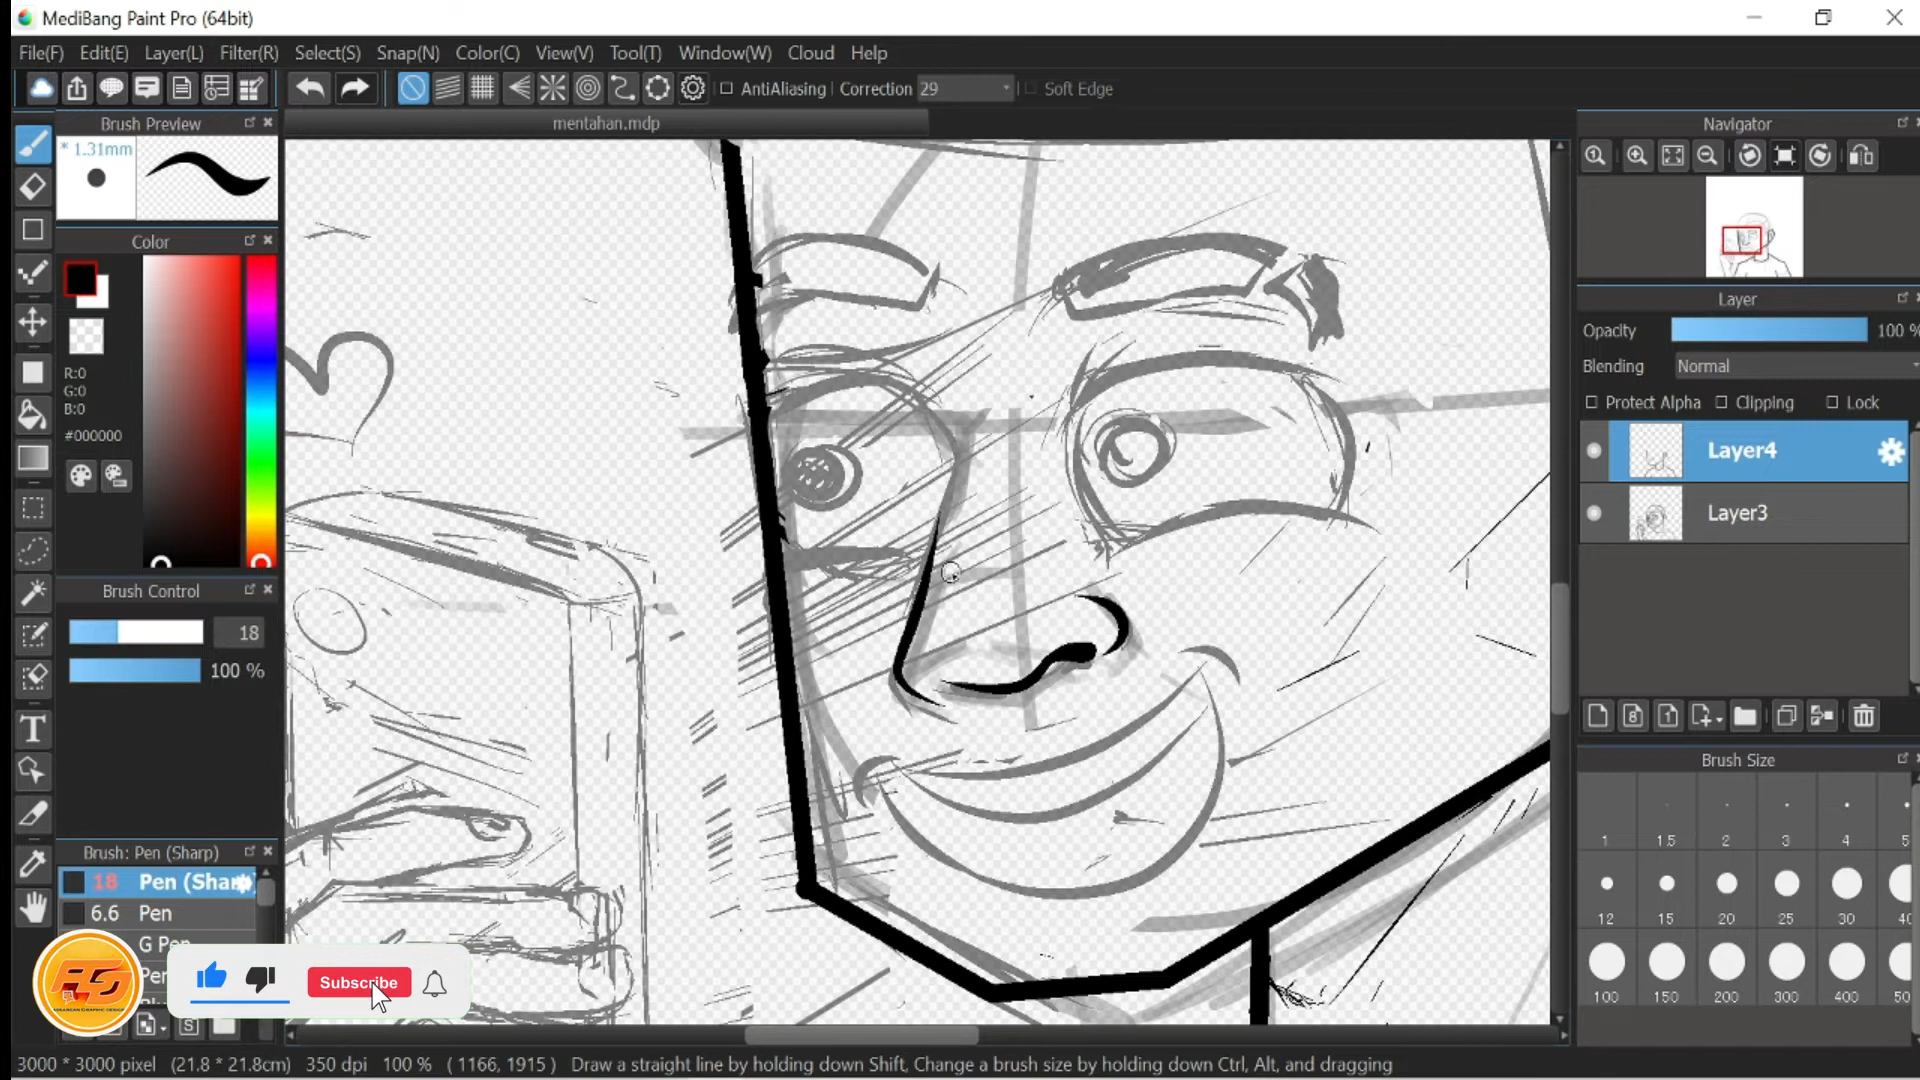 MediBang Paint Pro (64bit)
File(F) Edit(E) Layer(L) Filter(R) Select(S) Snap(N) Color(C) View(V) Tool(T) Window(W) Cloud Help
AntiAliasing Correction 29 Soft Edge
Brush Preview
mentahan.mdp
Navigator
* 1.31mm
Color
R:0
G:0
B:0
#000000
Layer
Opacity 100 %
Blending Normal
Protect Alpha Clipping Lock
Layer4
Layer3
Brush Control
18
100 %
Brush Size
1 1.5 2 3 4 5
12 15 20 25 30
100 150 200 300 400
Brush: Pen (Sharp)
18 Pen (Shar
6.6 Pen
G Pen
Subscribe
3000 * 3000 pixel (21.8 * 21.8cm) 350 dpi 100 % ( 1166, 1915 ) Draw a straight line by holding down Shift, Change a brush size by holding down Ctrl, Alt, and dragging